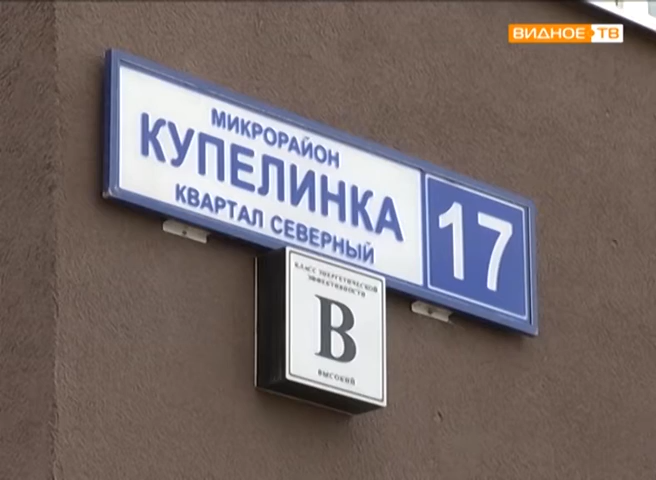 ВИДНОЕ ТВ
МИКРОРАЙОН
КУПЕЛИНКА
КВАРТАЛ СЕВЕРНЫЙ
17
КЛАСС ЭНЕРГЕТИЧЕСКОЙ
ЭФФЕКТИВНОСТИ
B
ВЫСОКИЙ